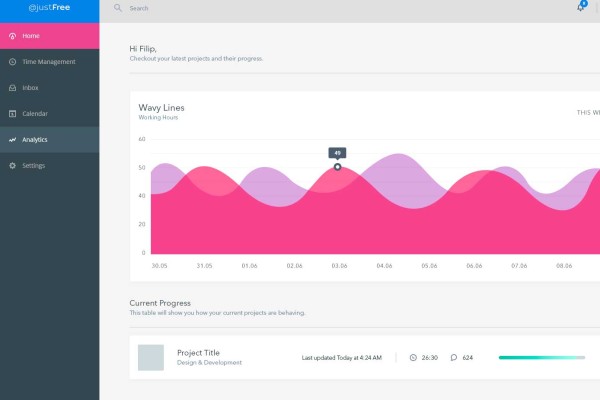 @justFree
Search
8
Home
Time Management
Inbox
Calendar
Analytics
Settings
Hi Filip,
Checkout your latest projects and their progress.
Wavy Lines
Working Hours
THIS WE
60
50
40
30
20
0
49
30.05
31.05
01.06
02.06
03.06
04.06
05.06
06.06
07.06
08.06
Current Progress
This table will show you how your current projects are behaving.
Project Title
Design & Development
Last updated Today at 4:24 AM
26:30
624